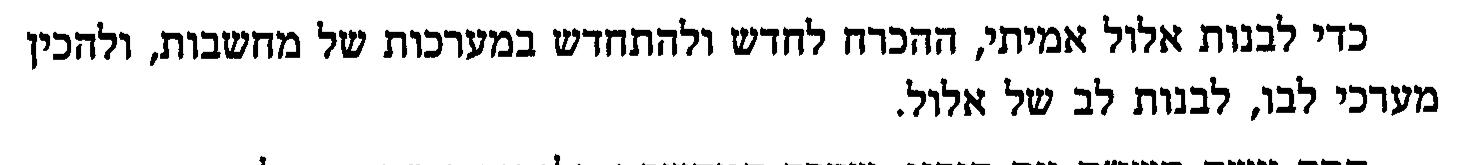 כדי לבנות אלול אמיתי, ההכרח לחדש ולהתחדש במערכות של מחשבות, ולהכין
מערכי לבו, לבנות לב של אלול.